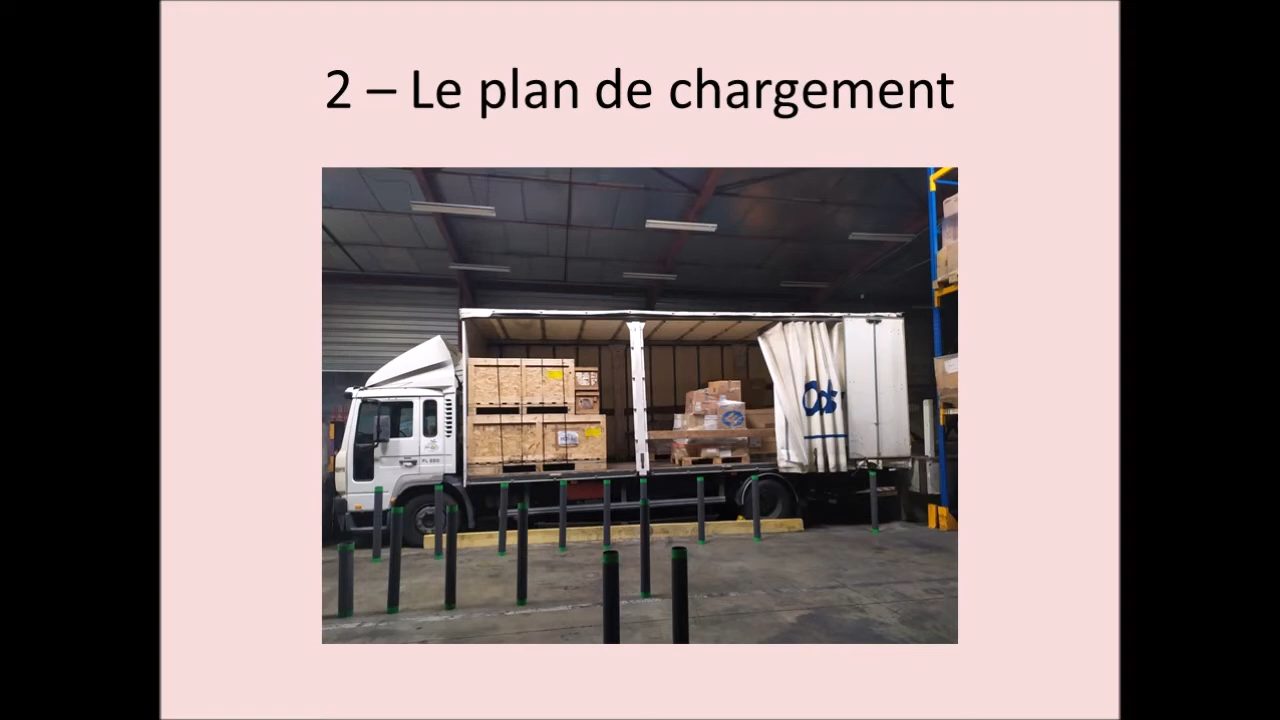 2 – Le plan de chargement